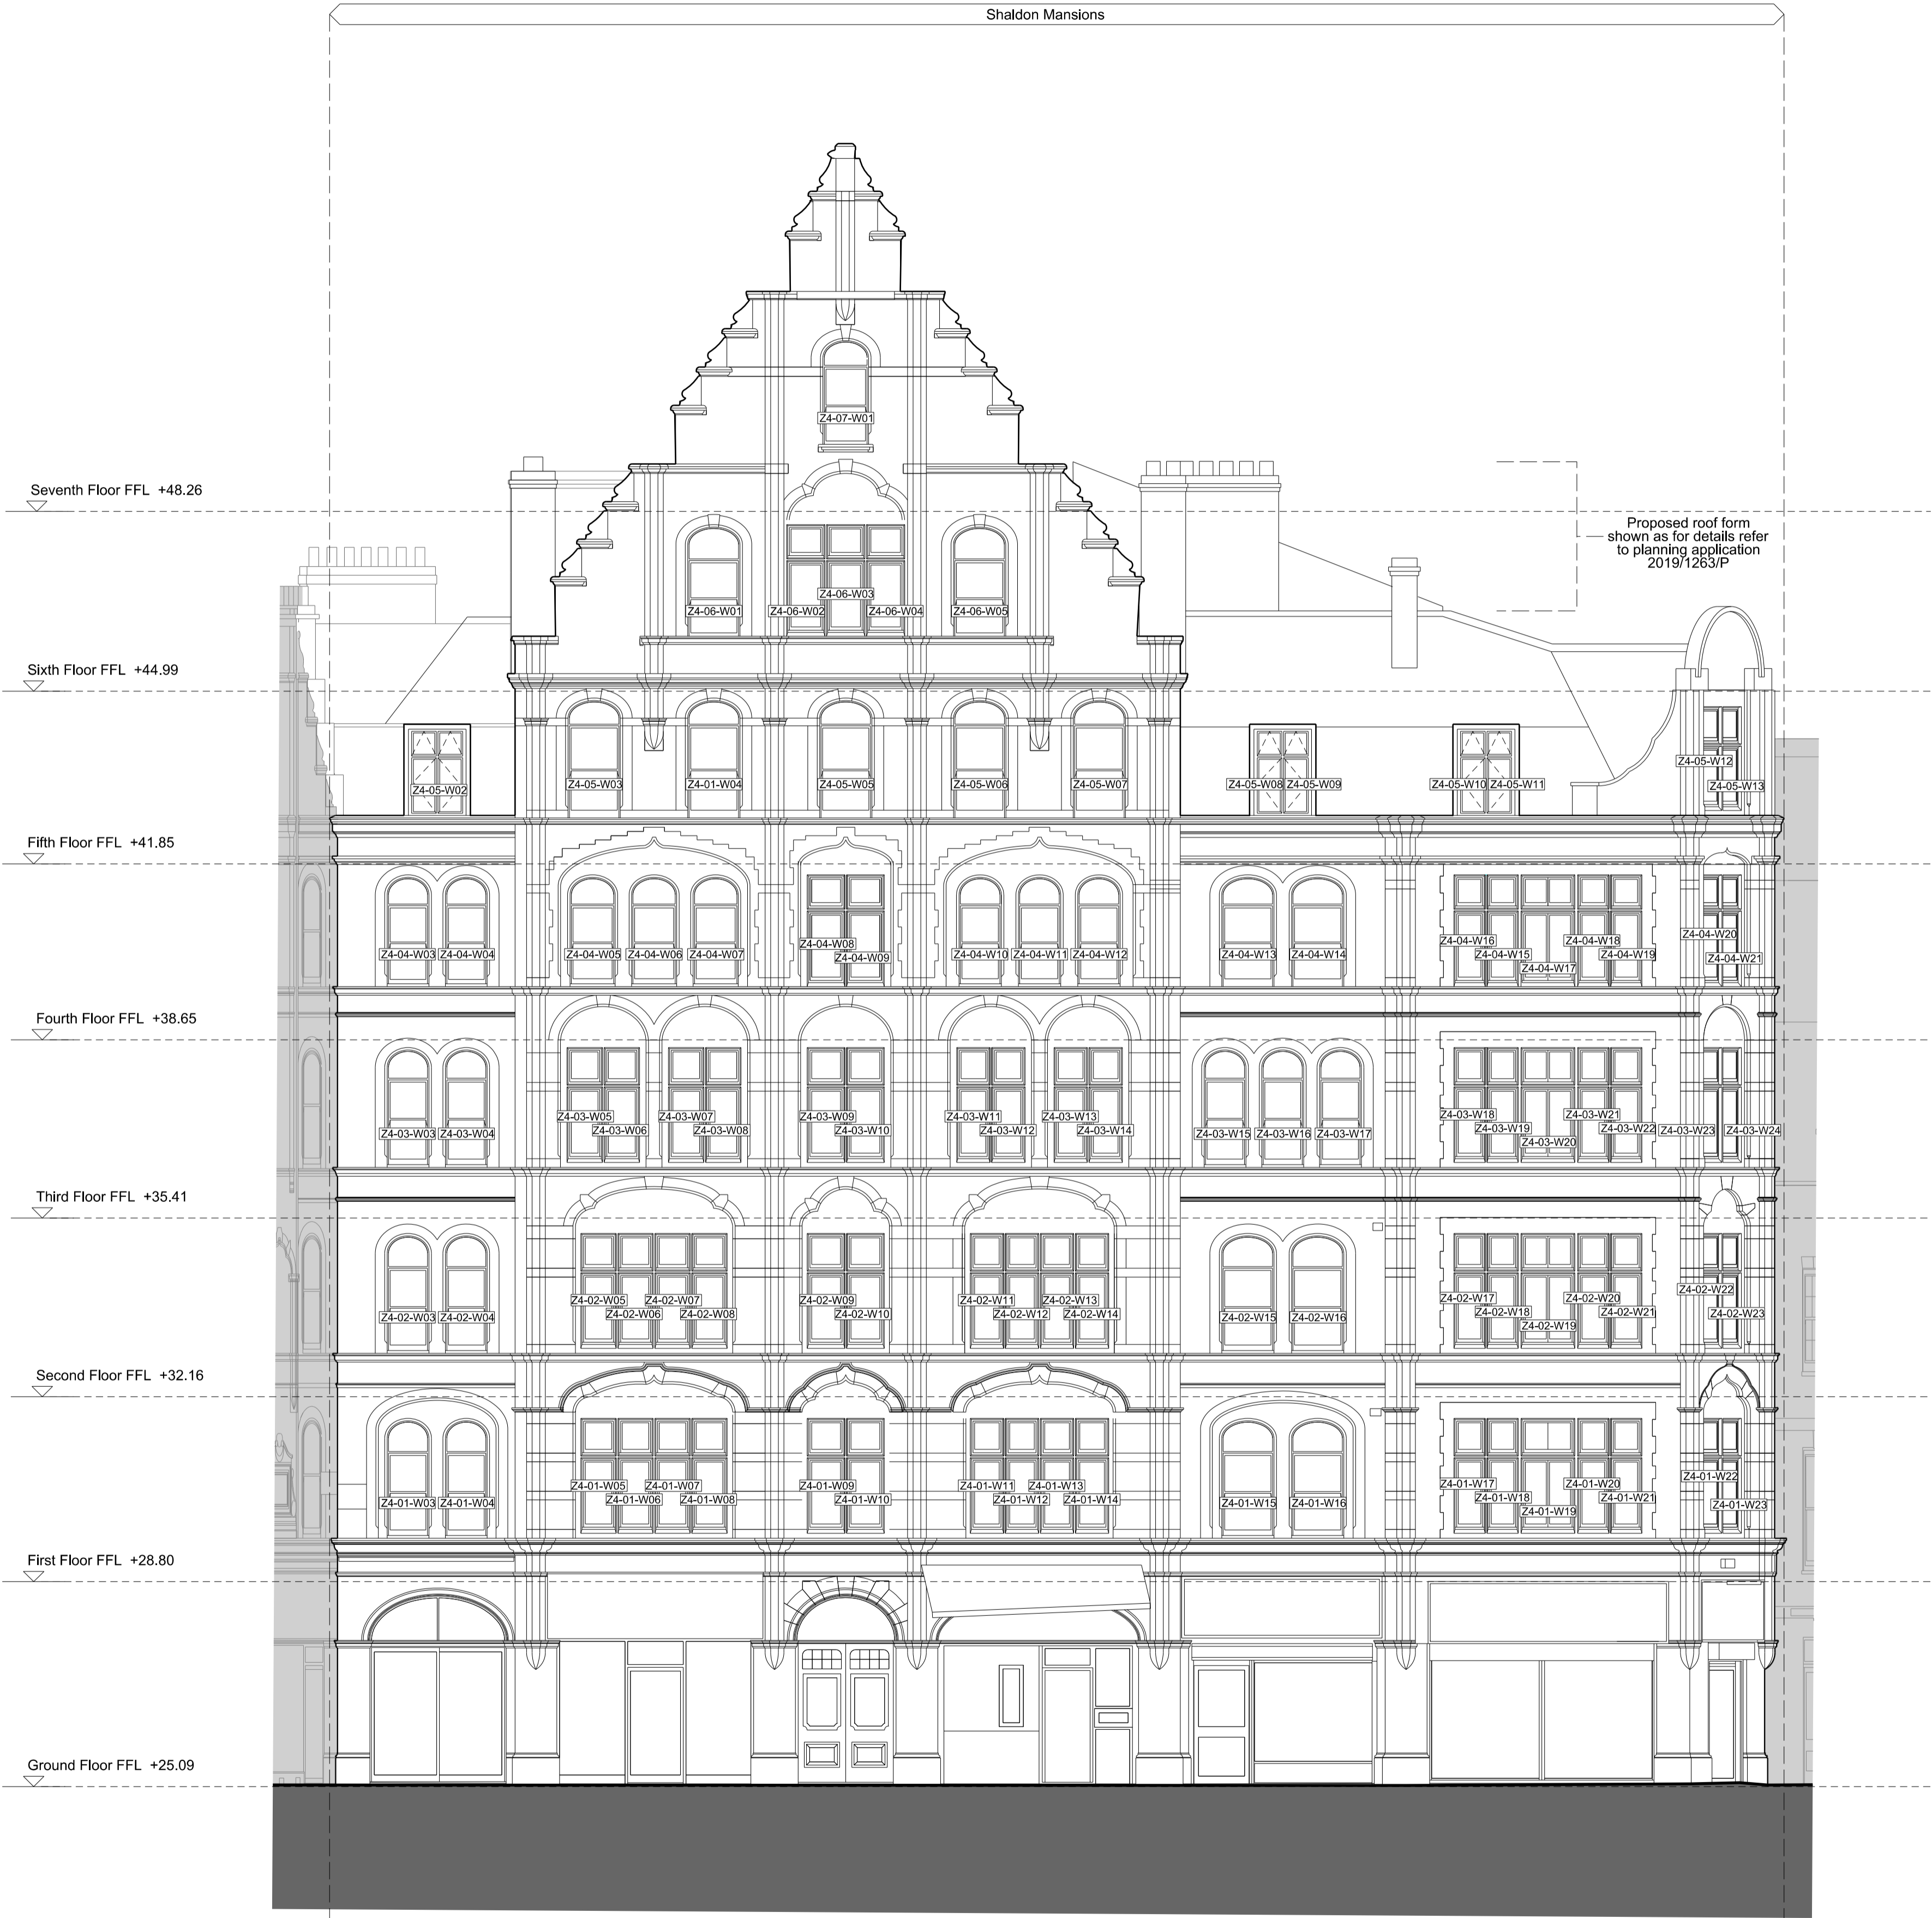 Shaldon Mansions
Z4-07-W01
Seventh Floor FFL +48.26
Proposed roof form
shown as for details refer
to planning application
2019/1263/P
Z4-06-W01
Z4-06-W02
Z4-06-W03
Z4-06-W04
Z4-06-W05
Sixth Floor FFL +44.99
Z4-05-W02
Z4-05-W03
Z4-01-W04
Z4-05-W05
Z4-05-W06
Z4-05-W07
Z4-05-W08
Z4-05-W09
Z4-05-W10
Z4-05-W11
Z4-05-W12
Z4-05-W13
Fifth Floor FFL +41.85
Z4-04-W03
Z4-04-W04
Z4-04-W05
Z4-04-W06
Z4-04-W07
Z4-04-W08
Z4-04-W09
Z4-04-W10
Z4-04-W11
Z4-04-W12
Z4-04-W13
Z4-04-W14
Z4-04-W16
Z4-04-W15
Z4-04-W17
Z4-04-W18
Z4-04-W19
Z4-04-W20
Z4-04-W21
Fourth Floor FFL +38.65
Z4-03-W03
Z4-03-W04
Z4-03-W05
Z4-03-W06
Z4-03-W07
Z4-03-W08
Z4-03-W09
Z4-03-W10
Z4-03-W11
Z4-03-W12
Z4-03-W13
Z4-03-W14
Z4-03-W15
Z4-03-W16
Z4-03-W17
Z4-03-W18
Z4-03-W19
Z4-03-W20
Z4-03-W21
Z4-03-W22
Z4-03-W23
Z4-03-W24
Third Floor FFL +35.41
Z4-02-W03
Z4-02-W04
Z4-02-W05
Z4-02-W06
Z4-02-W07
Z4-02-W08
Z4-02-W09
Z4-02-W10
Z4-02-W11
Z4-02-W12
Z4-02-W13
Z4-02-W14
Z4-02-W15
Z4-02-W16
Z4-02-W17
Z4-02-W18
Z4-02-W19
Z4-02-W20
Z4-02-W21
Z4-02-W22
Z4-02-W23
Second Floor FFL +32.16
Z4-01-W03
Z4-01-W04
Z4-01-W05
Z4-01-W06
Z4-01-W07
Z4-01-W08
Z4-01-W09
Z4-01-W10
Z4-01-W11
Z4-01-W12
Z4-01-W13
Z4-01-W14
Z4-01-W15
Z4-01-W16
Z4-01-W17
Z4-01-W18
Z4-01-W19
Z4-01-W20
Z4-01-W21
Z4-01-W22
Z4-01-W23
First Floor FFL +28.80
Ground Floor FFL +25.09